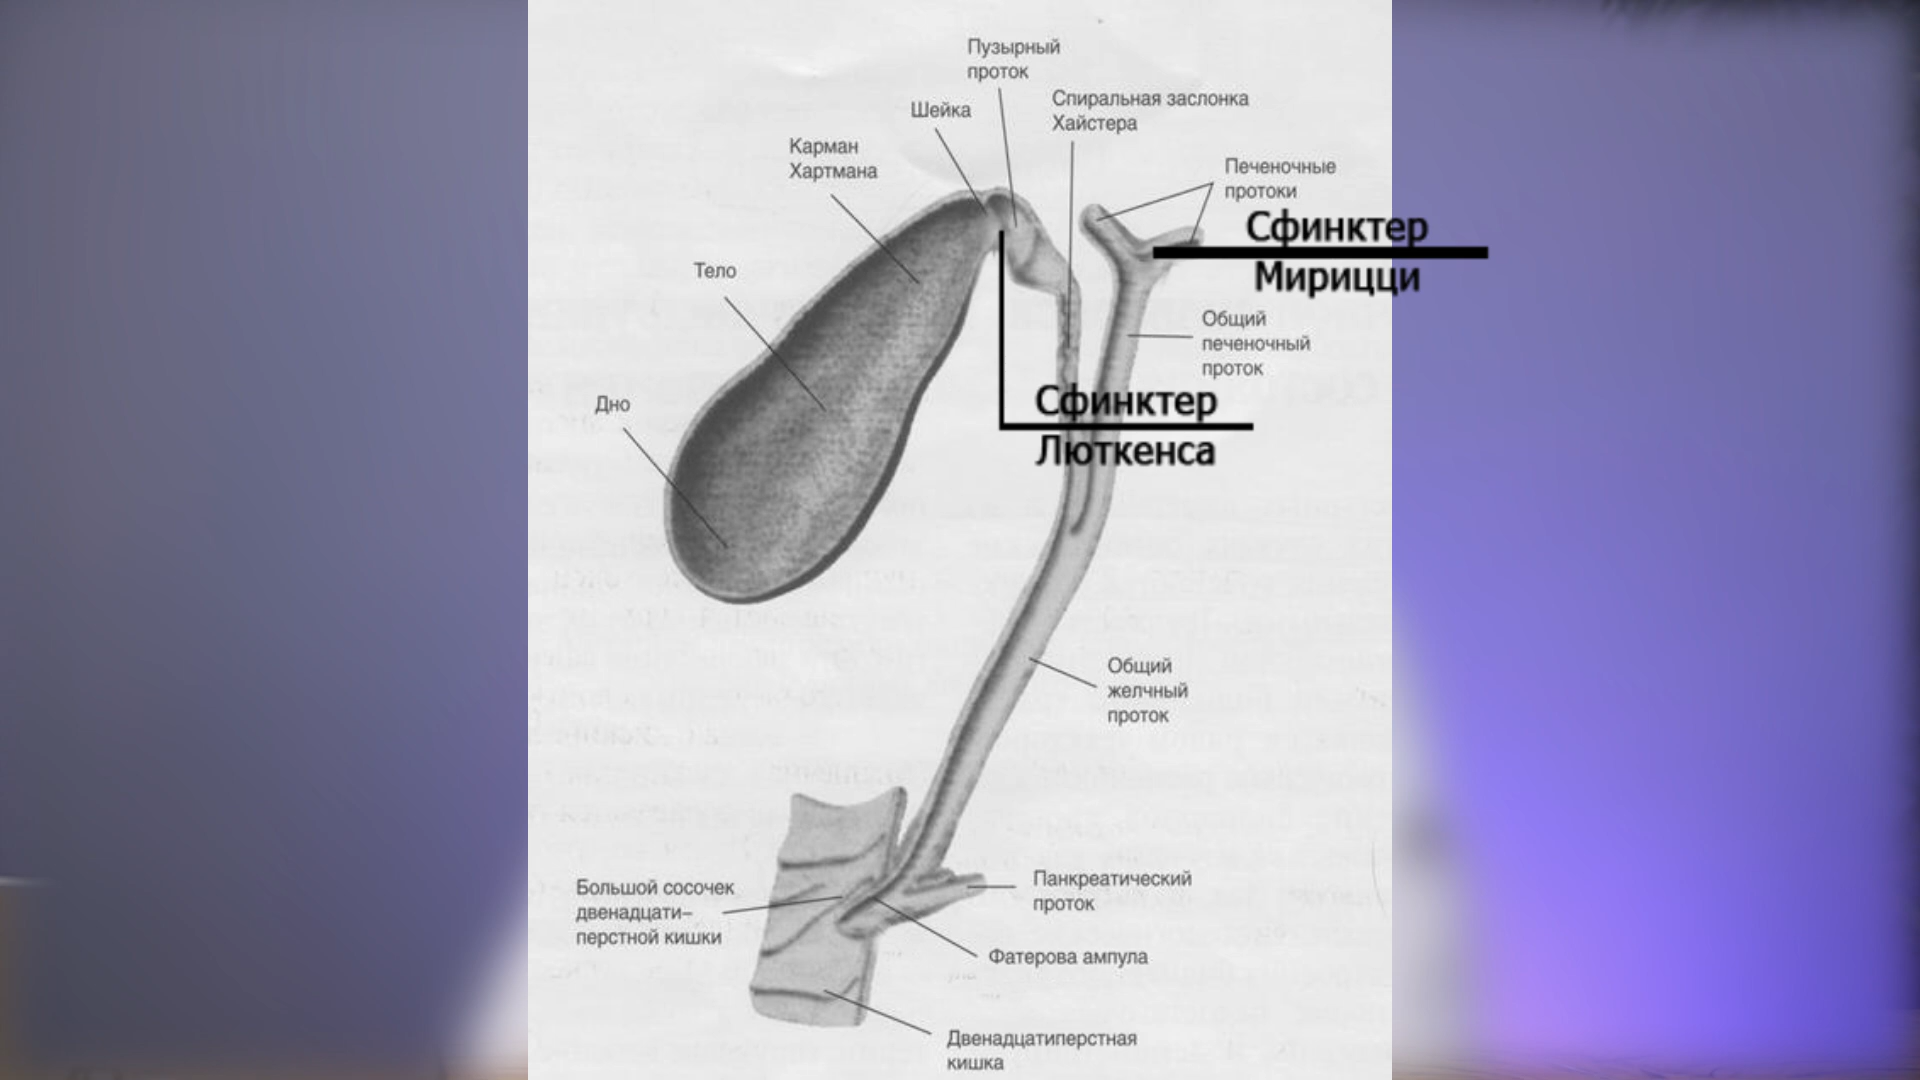 Пузырный
проток
Спиральная заслонка
Хайстера
Шейка
Карман
Хартмана
Печеночные
протоки
Сфинктер
Мирицци
Тело
Общий
печеночный
проток
Дно
Сфинктер
Люткенса
Общий
желчный
проток
Большой сосочек
двенадцати–
перстной кишки
Панкреатический
проток
Фатерова ампула
Двенадцатиперстная
кишка